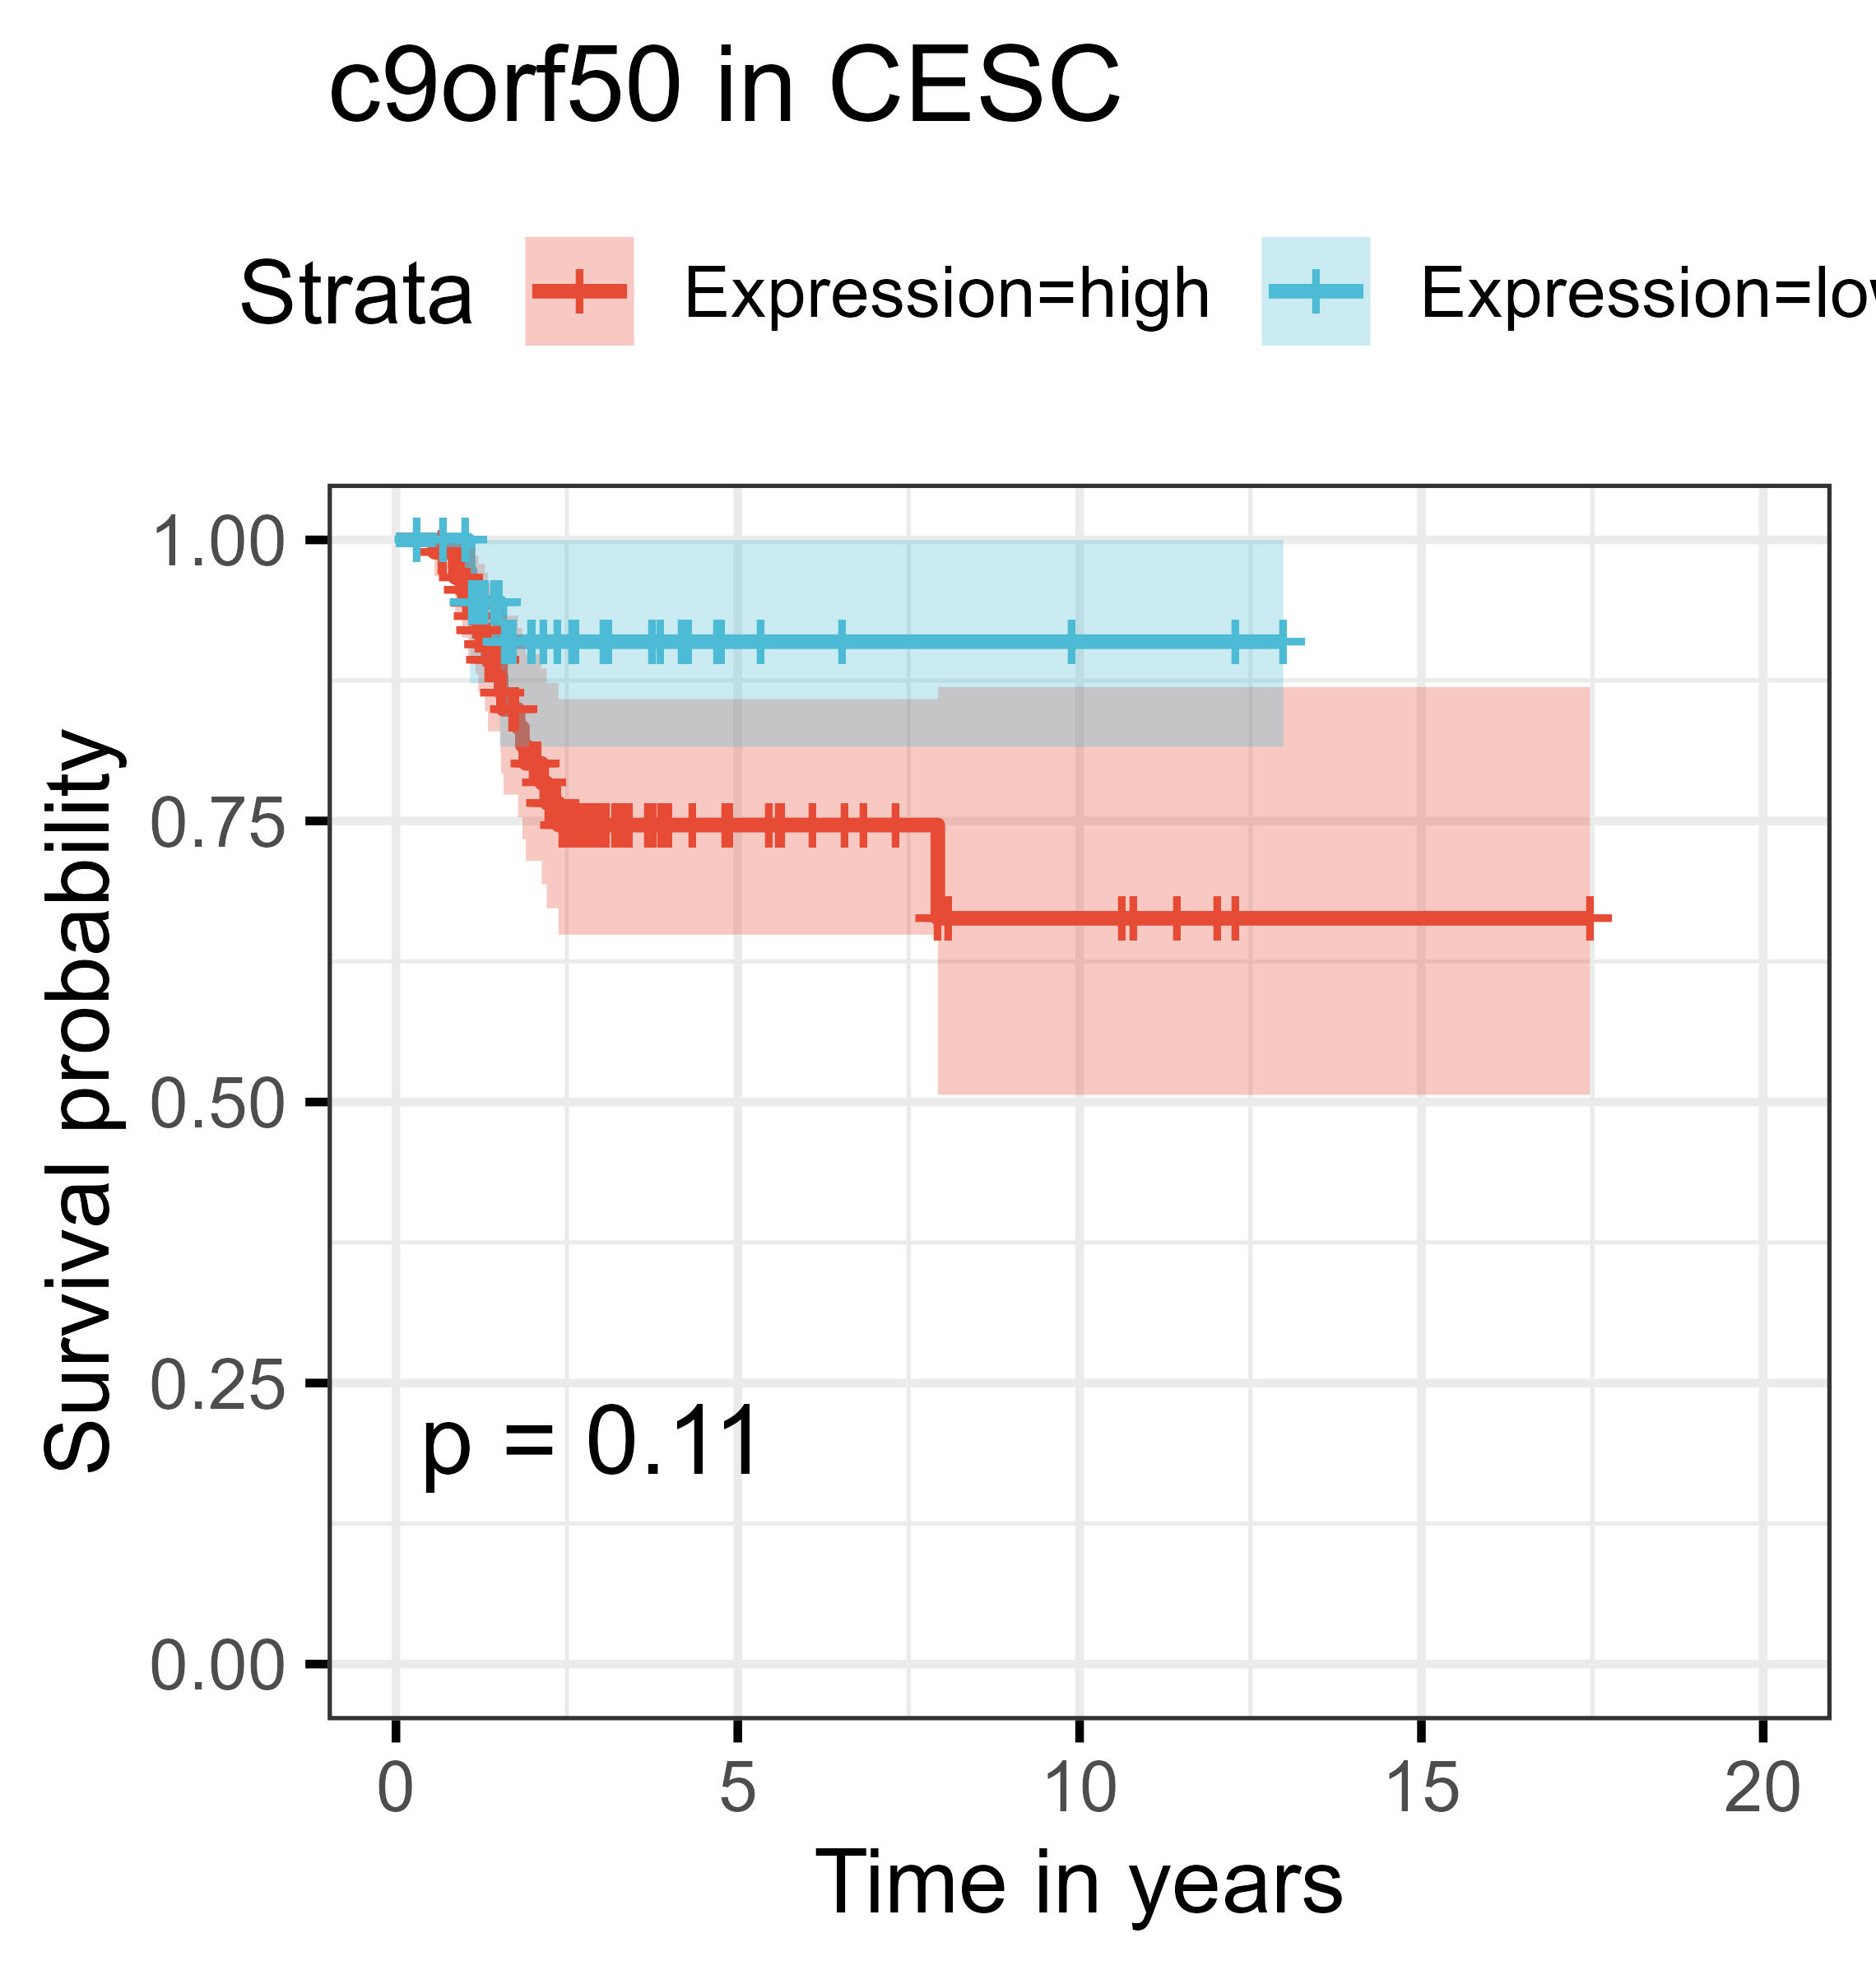 c9orf50 in CESC
Strata Expression=high Expression=lo
Survival probability
1.00
0.75
0.50
0.25
0.00
p = 0.11
0 5 10 15 20
Time in years